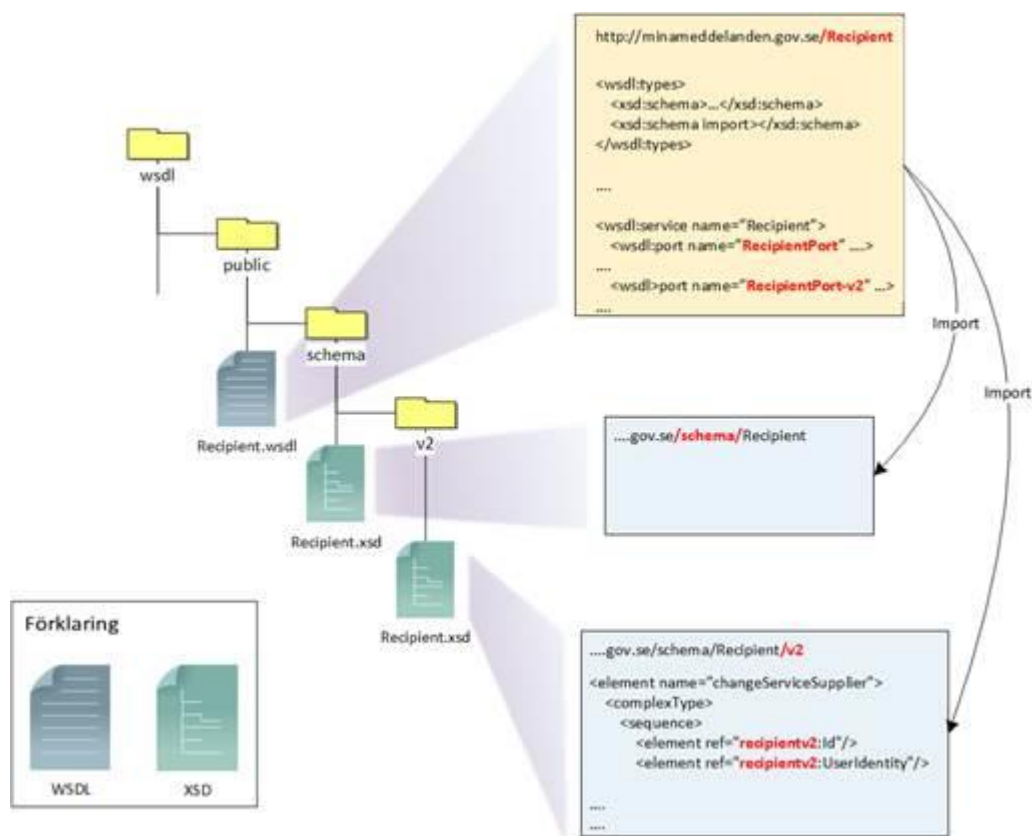 http://minameddelanden.gov.se/Recipient
<wsdl:types>
<xsd:schema>...</xsd:schema>
<xsd:schema import></xsd:schema>
</wsdl:types>
....
<wsdl:service name="Recipient">
<wsdl:port name="RecipientPort" ....>
....
<wsdl>port name="RecipientPort-v2" ...>
....
wsdl
public
schema
Recipient.wsdl
v2
Recipient.xsd
Recipient.xsd
Import
Import
....gov.se/schema/Recipient
....gov.se/schema/Recipient/v2
<element name="changeServiceSupplier">
<complexType>
<sequence>
<element ref="recipientv2:Id"/>
<element ref="recipientv2:UserIdentity"/>
....
....
Förklaring
WSDL
XSD